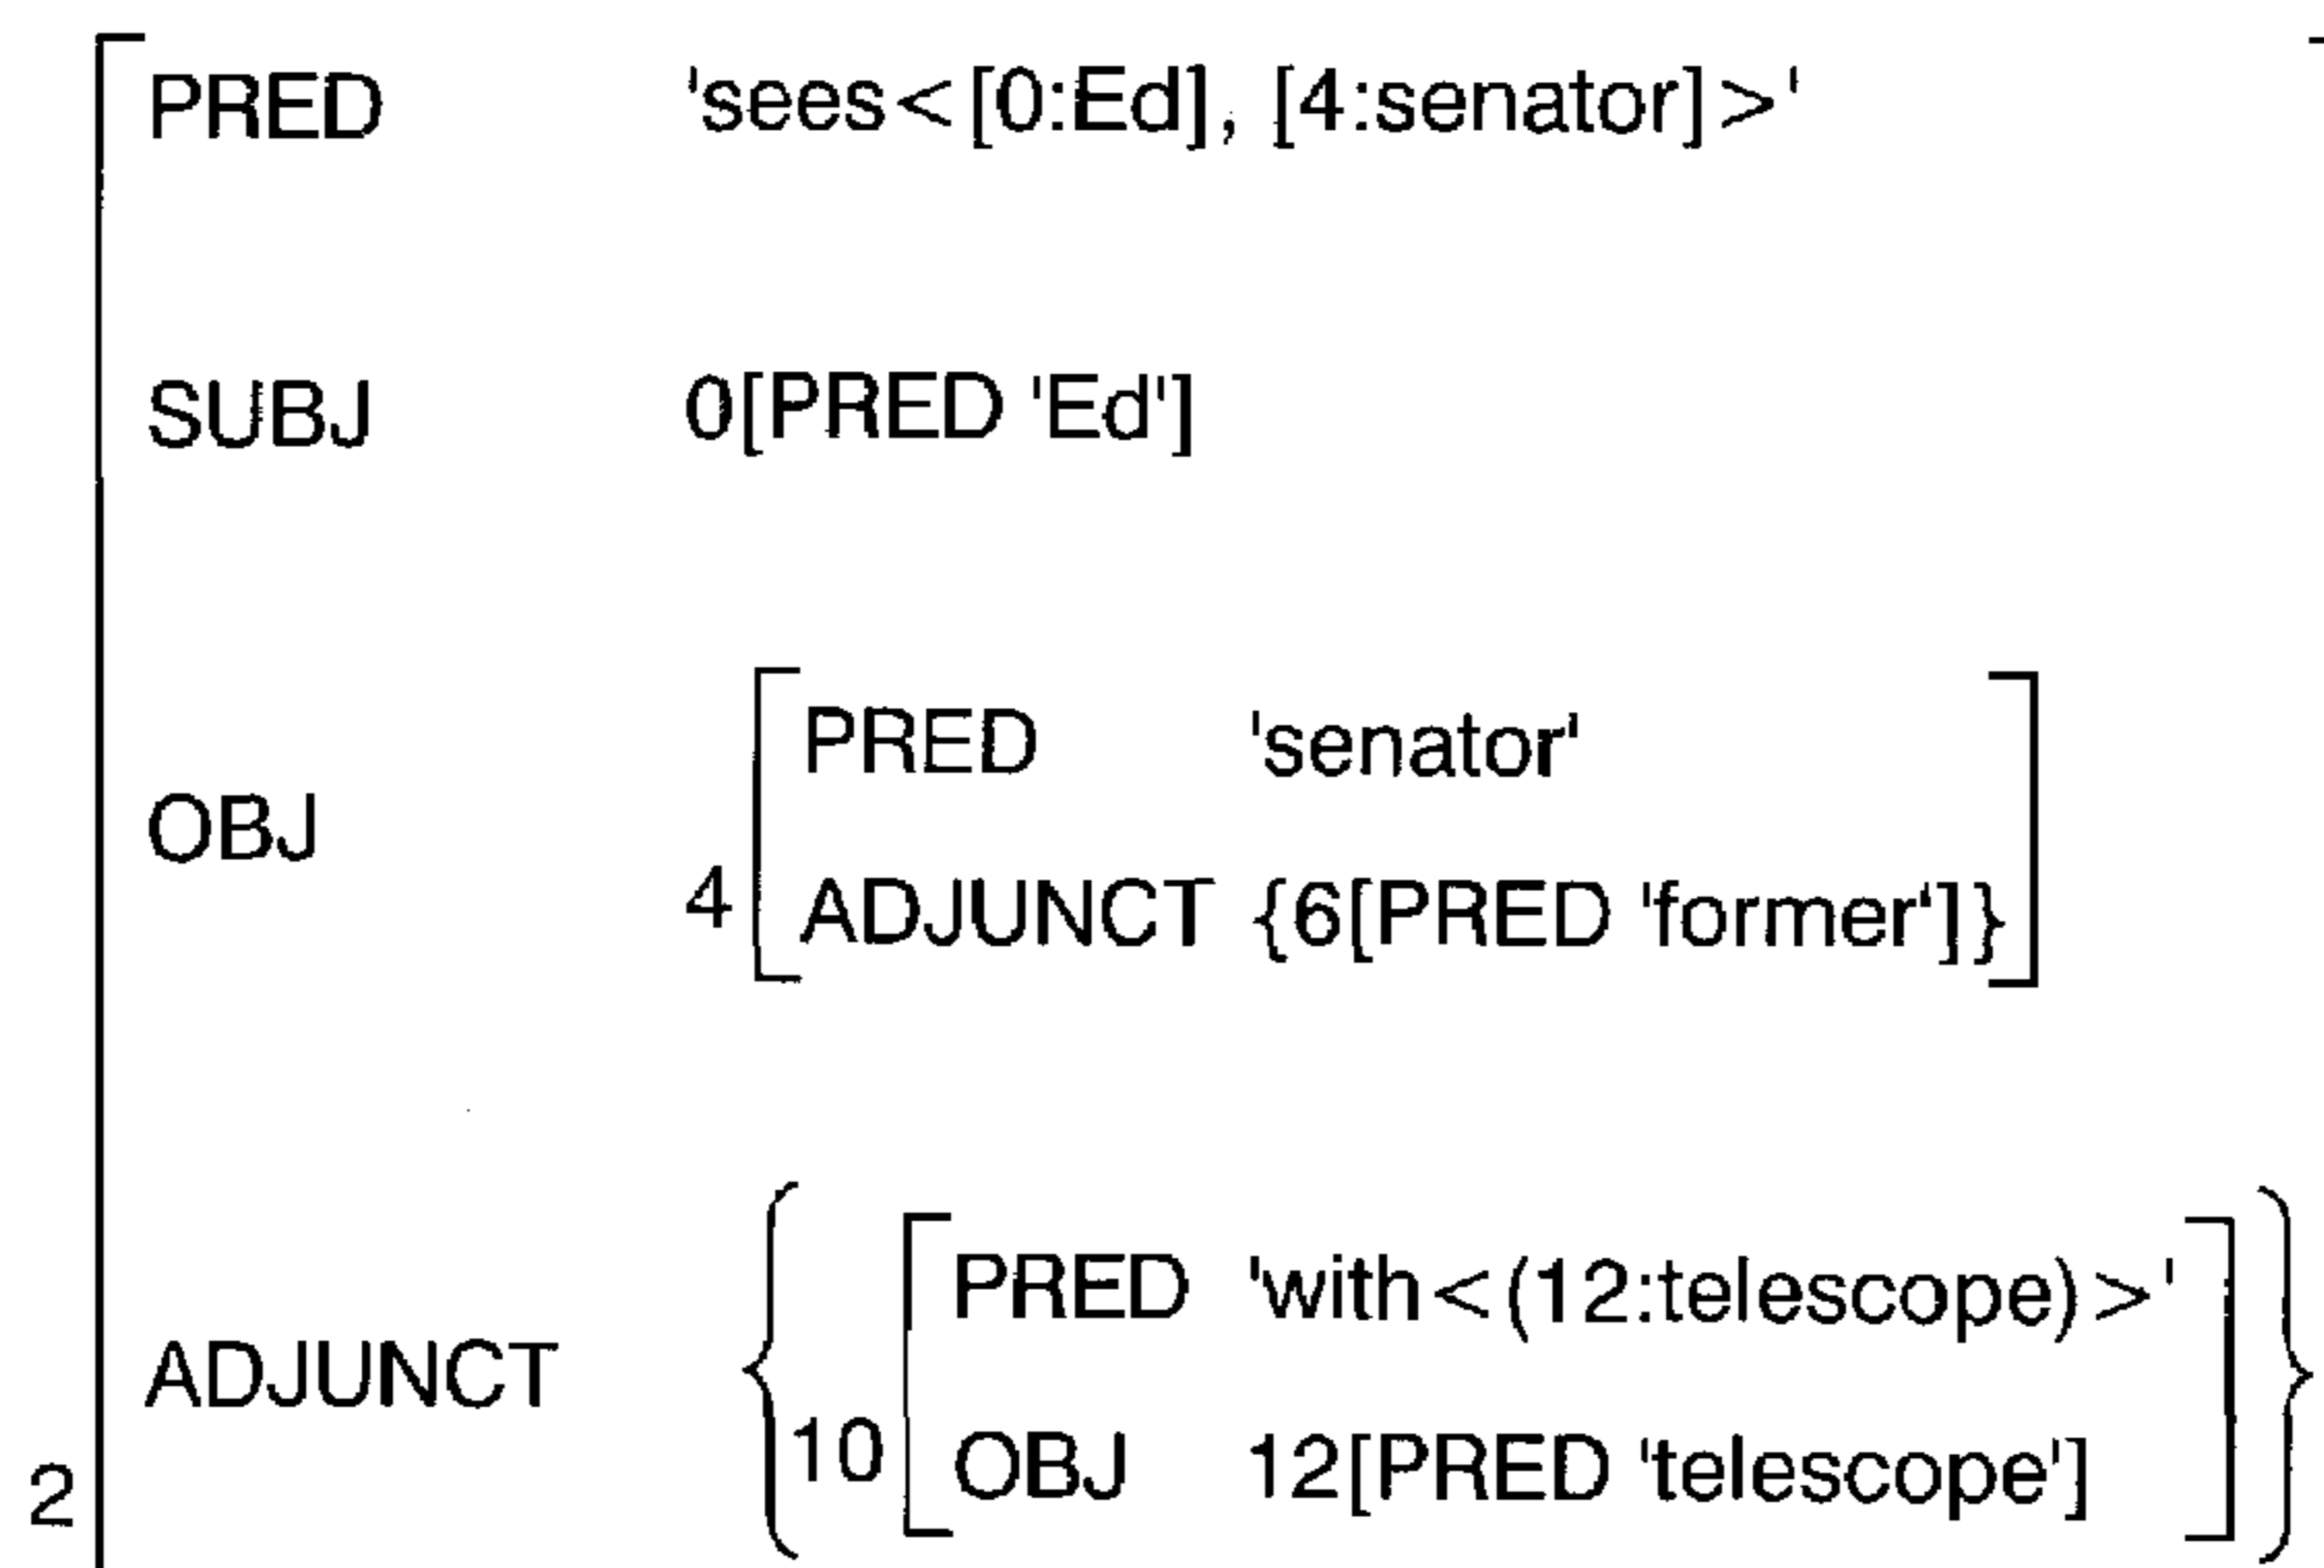 PRED 'sees<[0:Ed], [4:senator]>'
SUBJ 0[PRED 'Ed']
PRED 'senator'
OBJ
4 ADJUNCT {6[PRED 'former']}
PRED 'with<(12:telescope)>'
ADJUNCT
10 OBJ 12[PRED 'telescope']
2